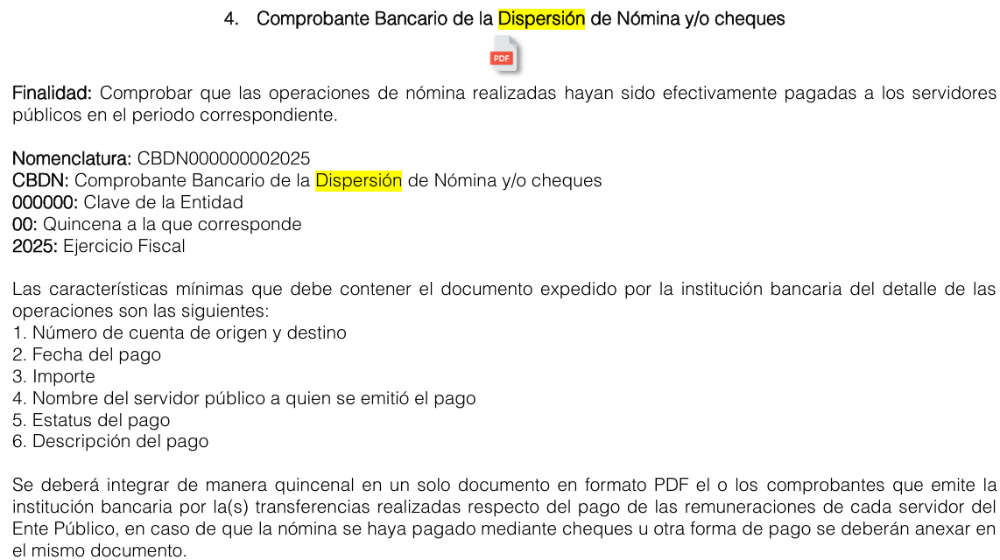 4. Comprobante Bancario de la Dispersión de Nómina y/o cheques
PDF
Finalidad: Comprobar que las operaciones de nómina realizadas hayan sido efectivamente pagadas a los servidores
públicos en el periodo correspondiente.
Nomenclatura: CBDN000000002025
CBDN: Comprobante Bancario de la Dispersión de Nómina y/o cheques
000000: Clave de la Entidad
00: Quincena a la que corresponde
2025: Ejercicio Fiscal
Las características mínimas que debe contener el documento expedido por la institución bancaria del detalle de las
operaciones son las siguientes:
1. Número de cuenta de origen y destino
2. Fecha del pago
3. Importe
4. Nombre del servidor público a quien se emitió el pago
5. Estatus del pago
6. Descripción del pago
Se deberá integrar de manera quincenal en un solo documento en formato PDF el o los comprobantes que emite la
institución bancaria por la(s) transferencias realizadas respecto del pago de las remuneraciones de cada servidor del
Ente Público, en caso de que la nómina se haya pagado mediante cheques u otra forma de pago se deberán anexar en
el mismo documento.